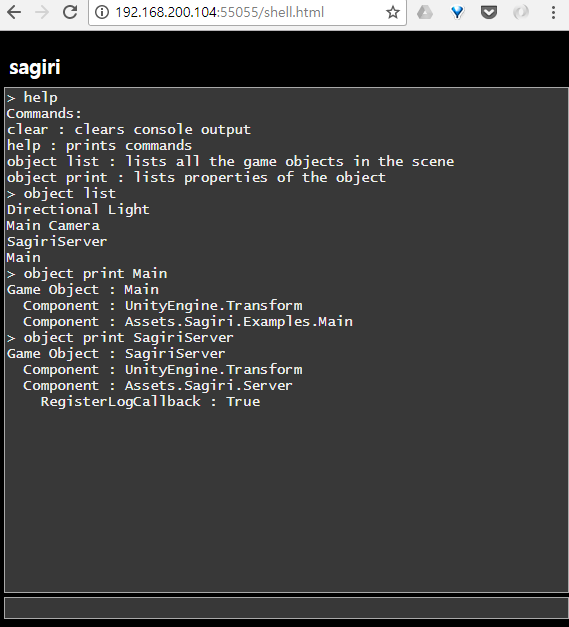 192.168.200.104:55055/shell.html
sagiri
> help
Commands:
clear : clears console output
help : prints commands
object list : lists all the game objects in the scene
object print : lists properties of the object
> object list
Directional Light
Main Camera
SagiriServer
Main
> object print Main
Game Object : Main
  Component : UnityEngine.Transform
  Component : Assets.Sagiri.Examples.Main
> object print SagiriServer
Game Object : SagiriServer
  Component : UnityEngine.Transform
  Component : Assets.Sagiri.Server
    RegisterLogCallback : True